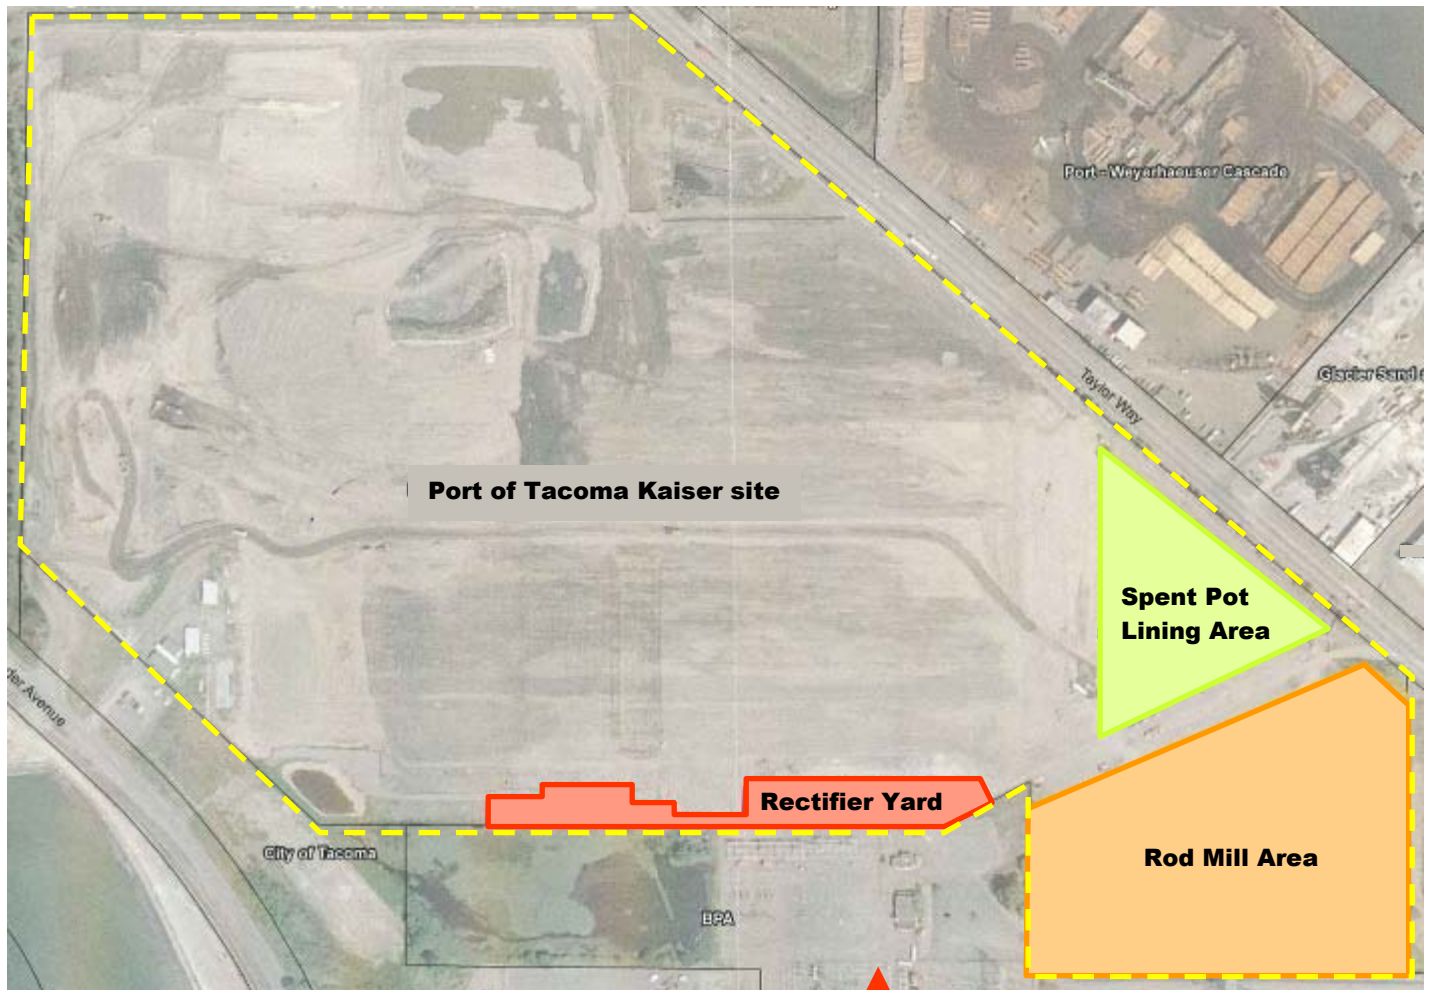 Port - Weyerhaeuser Cascade
Glacier Sand
Taylor Way
Port of Tacoma Kaiser site
Spent Pot
Lining Area
der Avenue
Rectifier Yard
City of Tacoma
Rod Mill Area
BPA